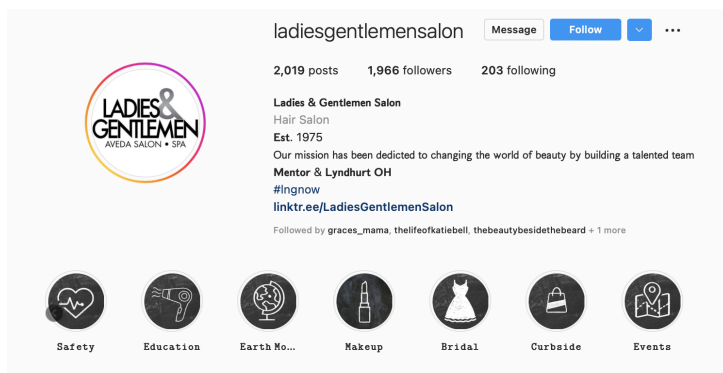 ladiesgentlemensalon Message Follow
2,019 posts 1,966 followers 203 following
LADIES&
GENTLEMEN
AVEDA SALON • SPA
Ladies & Gentlemen Salon
Hair Salon
Est. 1975
Our mission has been dedicted to changing the world of beauty by building a talented team
Mentor & Lyndhurt OH
#lngnow
linktr.ee/LadiesGentlemenSalon
Followed by graces_mama, thelifeofkatiebell, thebeautybesidethebeard + 1 more
Safety Education Earth Mo... Makeup Bridal Curbside Events